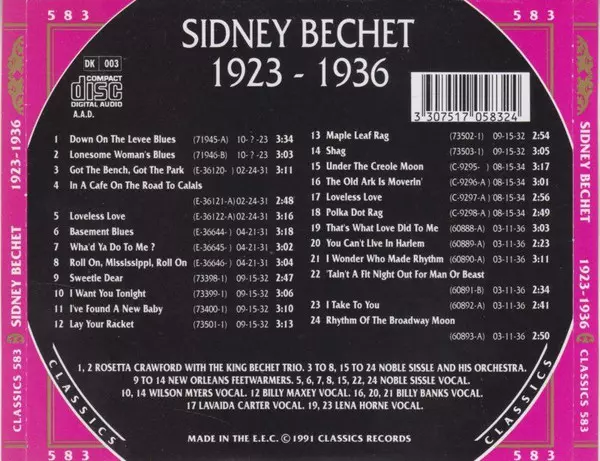 583
583
SIDNEY BECHET
1923 - 1936
DK 003
COMPACT
disc
DIGITAL AUDIO
A.A.D.
3 307517 058324
1 Down On The Levee Blues (71945-A) 10-?-23 3:34
2 Lonesome Woman's Blues (71946-B) 10-?-23 3:03
3 Got The Bench, Got The Park (E-36120- ) 02-24-31 3:11
4 In A Cafe On The Road To Calais
(E-36121-A) 02-24-31 2:48
5 Loveless Love (E-36122-A) 02-24-31 3:16
6 Basement Blues (E-36644- ) 04-21-31 3:08
7 Wha'd Ya Do To Me ? (E-36645- ) 04-21-31 3:02
8 Roll On, Mississippi, Roll On (E-36646- ) 04-21-31 3:04
9 Sweetie Dear (73398-1) 09-15-32 2:47
10 I Want You Tonight (73399-1) 09-15-32 3:06
11 I've Found A New Baby (73400-1) 09-15-32 3:10
12 Lay Your Racket (73501-1) 09-15-32 3:13
13 Maple Leaf Rag (73502-1) 09-15-32 2:54
14 Shag (73503-1) 09-15-32 3:05
15 Under The Creole Moon (C-9295- ) 08-15-34 3:17
16 The Old Ark Is Moverin' (C-9296-A ) 08-15-34 3:01
17 Loveless Love (C-9297-A ) 08-15-34 2:56
18 Polka Dot Rag (C-9298-A ) 08-15-34 2:49
19 That's What Love Did To Me (60888-A) 03-11-36 2:43
20 You Can't Live In Harlem (60889-A) 03-11-36 2:23
21 I Wonder Who Made Rhythm (60890-A) 03-11-36 3:11
22 'Tain't A Fit Night Out For Man Or Beast
(60891-B) 03-11-36 2:34
23 I Take To You (60892-A) 03-11-36 2:41
24 Rhythm Of The Broadway Moon
(60893-A) 03-11-36 2:50
1, 2 ROSETTA CRAWFORD WITH THE KING BECHET TRIO. 3 TO 8, 15 TO 24 NOBLE SISSLE AND HIS ORCHESTRA.
9 TO 14 NEW ORLEANS FEETWARMERS. 5, 6, 7, 8, 15, 22, 24 NOBLE SISSLE VOCAL.
10, 14 WILSON MYERS VOCAL. 12 BILLY MAXEY VOCAL. 16, 20, 21 BILLY BANKS VOCAL.
17 LAVAIDA CARTER VOCAL. 19, 23 LENA HORNE VOCAL.
MADE IN THE E.E.C. © 1991 CLASSICS RECORDS
CLASSICS
CLASSICS
583
583
CLASSICS 583 SIDNEY BECHET 1923-1936
SIDNEY BECHET 1923-1936 CLASSICS 583